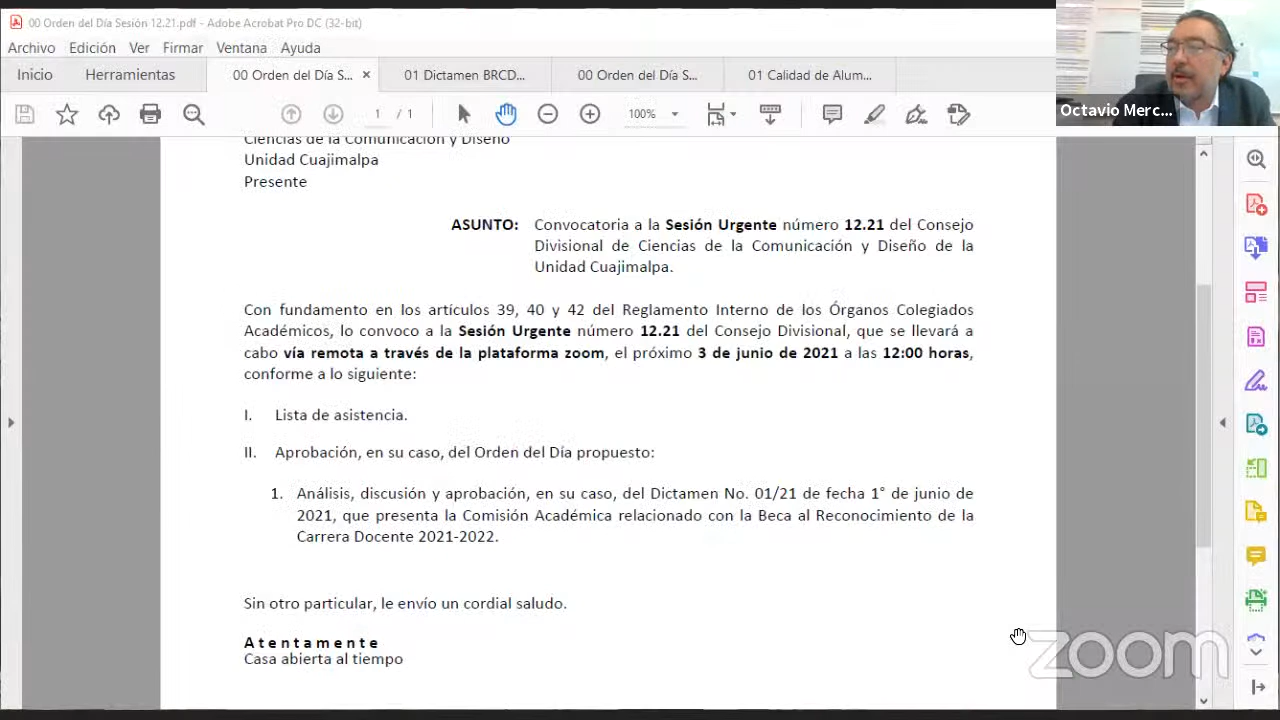 00 Orden del Día Sesión 12.21.pdf - Adobe Acrobat Pro DC (32-bit)
Archivo Edición Ver Firmar Ventana Ayuda
Inicio Herramientas 00 Orden del Día S... 01 Dictamen BRCD... 00 Orden del Día S... 01 Calidad de Alum...
/ 100%
Octavio Merc...
Ciencias de la Comunicación y Diseño
Unidad Cuajimalpa
Presente
ASUNTO: Convocatoria a la Sesión Urgente número 12.21 del Consejo
Divisional de Ciencias de la Comunicación y Diseño de la
Unidad Cuajimalpa.
Con fundamento en los artículos 39, 40 y 42 del Reglamento Interno de los Órganos Colegiados
Académicos, lo convoco a la Sesión Urgente número 12.21 del Consejo Divisional, que se llevará a
cabo vía remota a través de la plataforma zoom, el próximo 3 de junio de 2021 a las 12:00 horas,
conforme a lo siguiente:
I. Lista de asistencia.
II. Aprobación, en su caso, del Orden del Día propuesto:
1. Análisis, discusión y aprobación, en su caso, del Dictamen No. 01/21 de fecha 1° de junio de
2021, que presenta la Comisión Académica relacionado con la Beca al Reconocimiento de la
Carrera Docente 2021-2022.
Sin otro particular, le envío un cordial saludo.
Atentamente
Casa abierta al tiempo
zoom